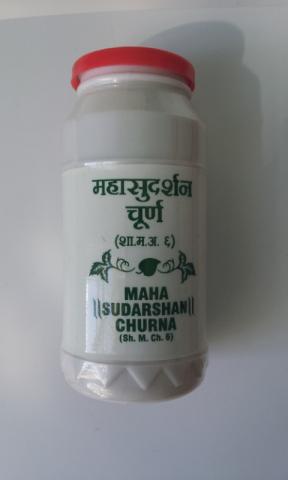 महासुदर्शन
चूर्ण
(शा.म.अ. ६)
MAHA
||SUDARSHAN||
CHURNA
(Sh. M. Ch. 6)